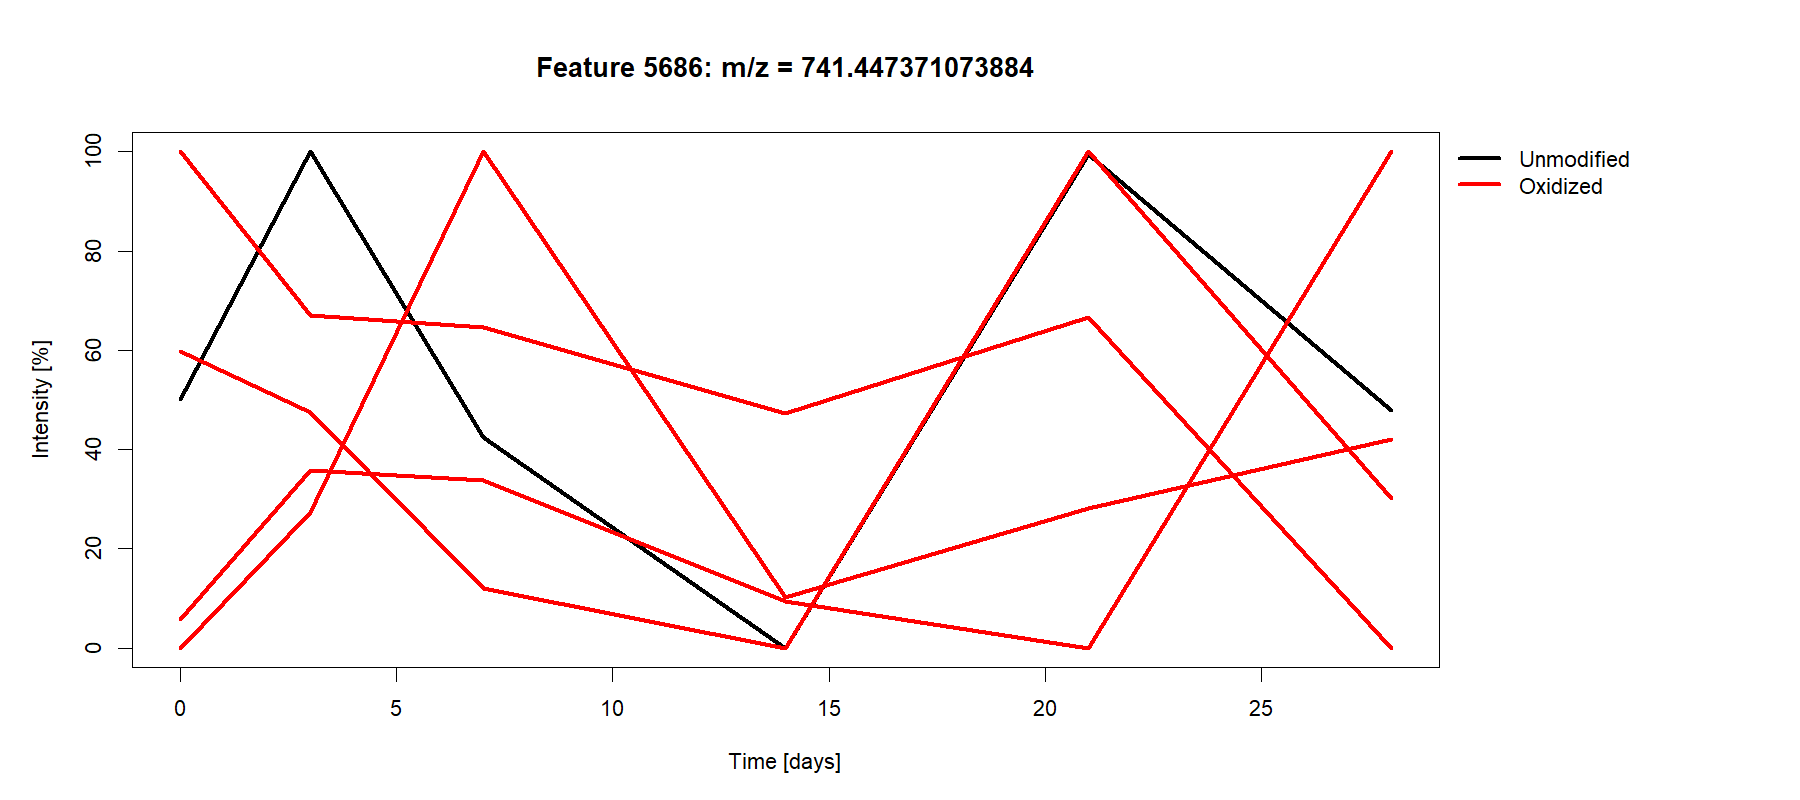 Feature 5686: m/z = 741.447371073884
Unmodified
Oxidized
Intensity [%]
100
80
60
40
20
0
0 5 10 15 20 25
Time [days]